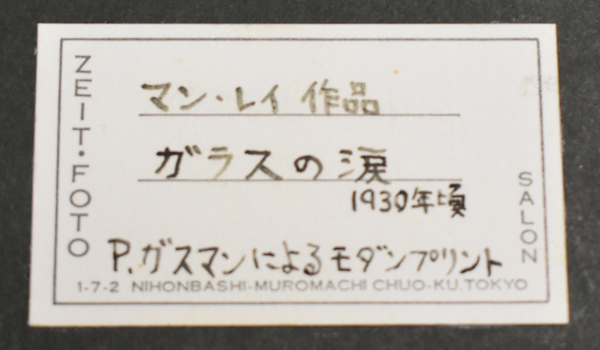 ZEIT・FOTO
マン・レイ 作品
ガラスの涙
1930年頃
P.ガスマンによるモダンプリント
SALON
1-7-2 NIHONBASHI-MUROMACHI CHUO-KU.TOKYO